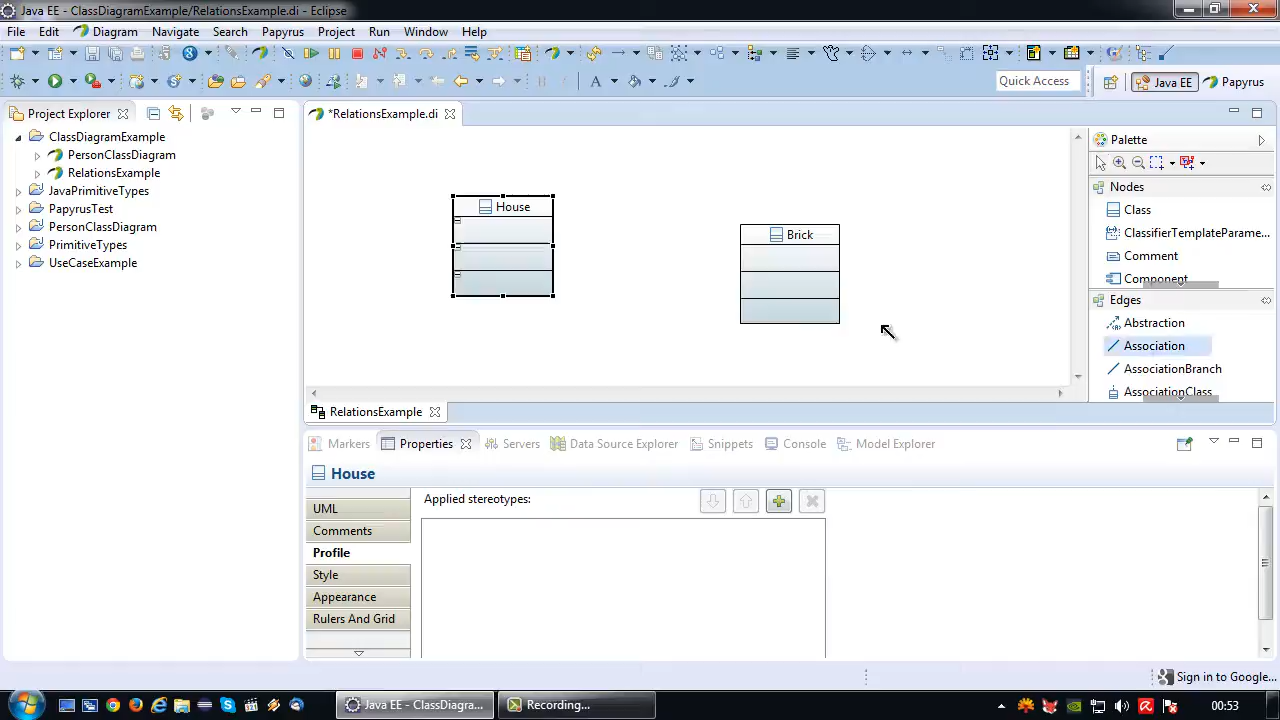 Java EE - ClassDiagramExample/RelationsExample.di - Eclipse
File Edit Diagram Navigate Search Papyrus Project Run Window Help
Quick Access Java EE Papyrus
Project Explorer
ClassDiagramExample
PersonClassDiagram
RelationsExample
JavaPrimitiveTypes
PapyrusTest
PersonClassDiagram
PrimitiveTypes
UseCaseExample
*RelationsExample.di
House
Brick
RelationsExample
Palette
Nodes
Class
ClassifierTemplateParame...
Comment
Component
Edges
Abstraction
Association
AssociationBranch
AssociationClass
Markers Properties Servers Data Source Explorer Snippets Console Model Explorer
House
UML
Comments
Profile
Style
Appearance
Rulers And Grid
Applied stereotypes:
Sign in to Google...
Java EE - ClassDiagra...
Recording...
00:53